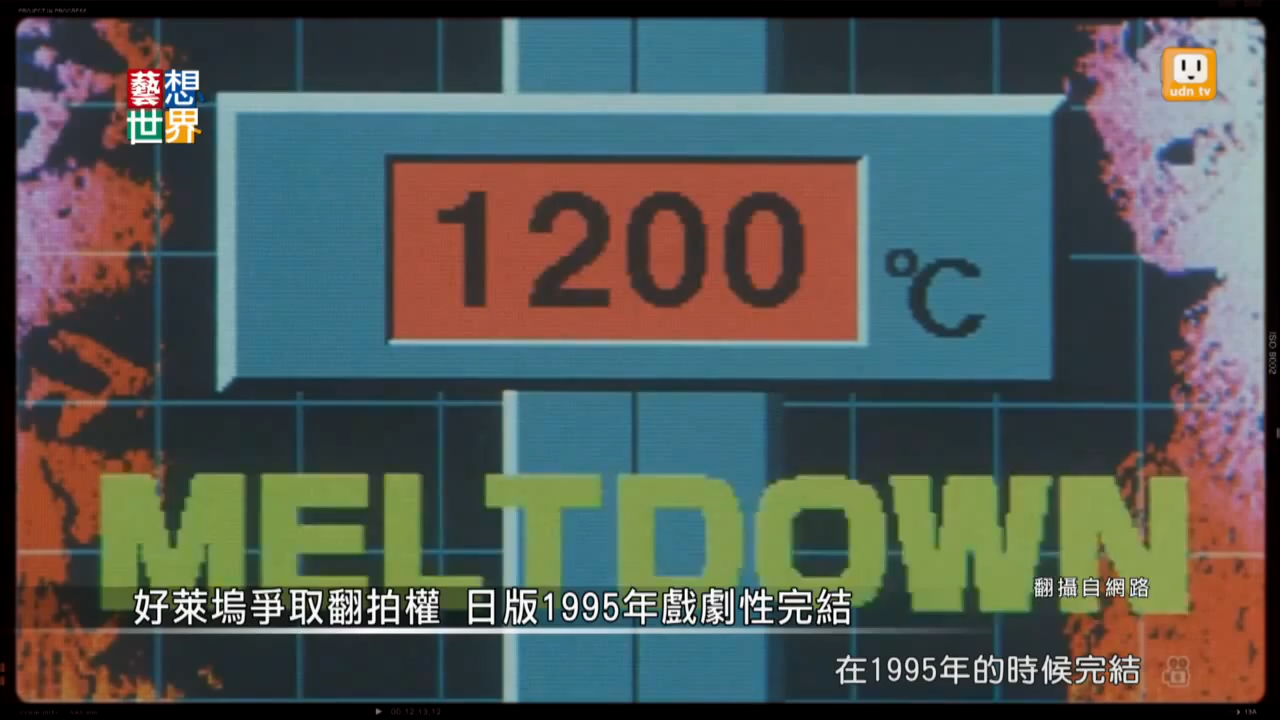 藝想
世界
udn tv
1200
°C
MELTDOWN
翻攝自網路
好萊塢爭取翻拍權 日版1995年戲劇性完結
在1995年的時候完結